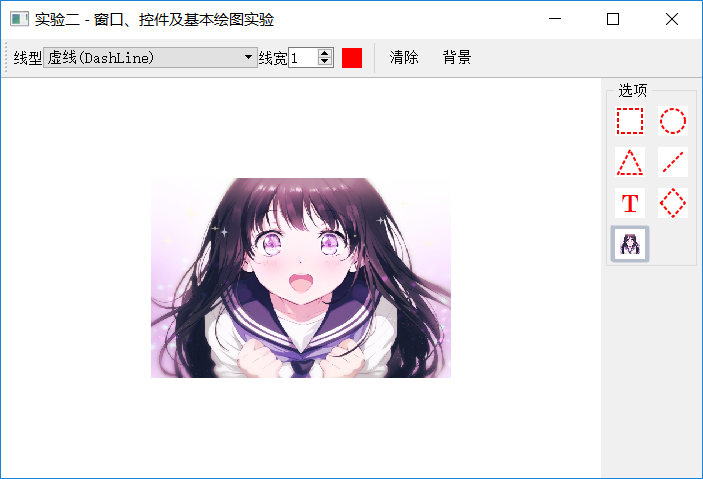 实验二 - 窗口、控件及基本绘图实验
线型 虚线(DashLine) 线宽 1 清除 背景
选项
T